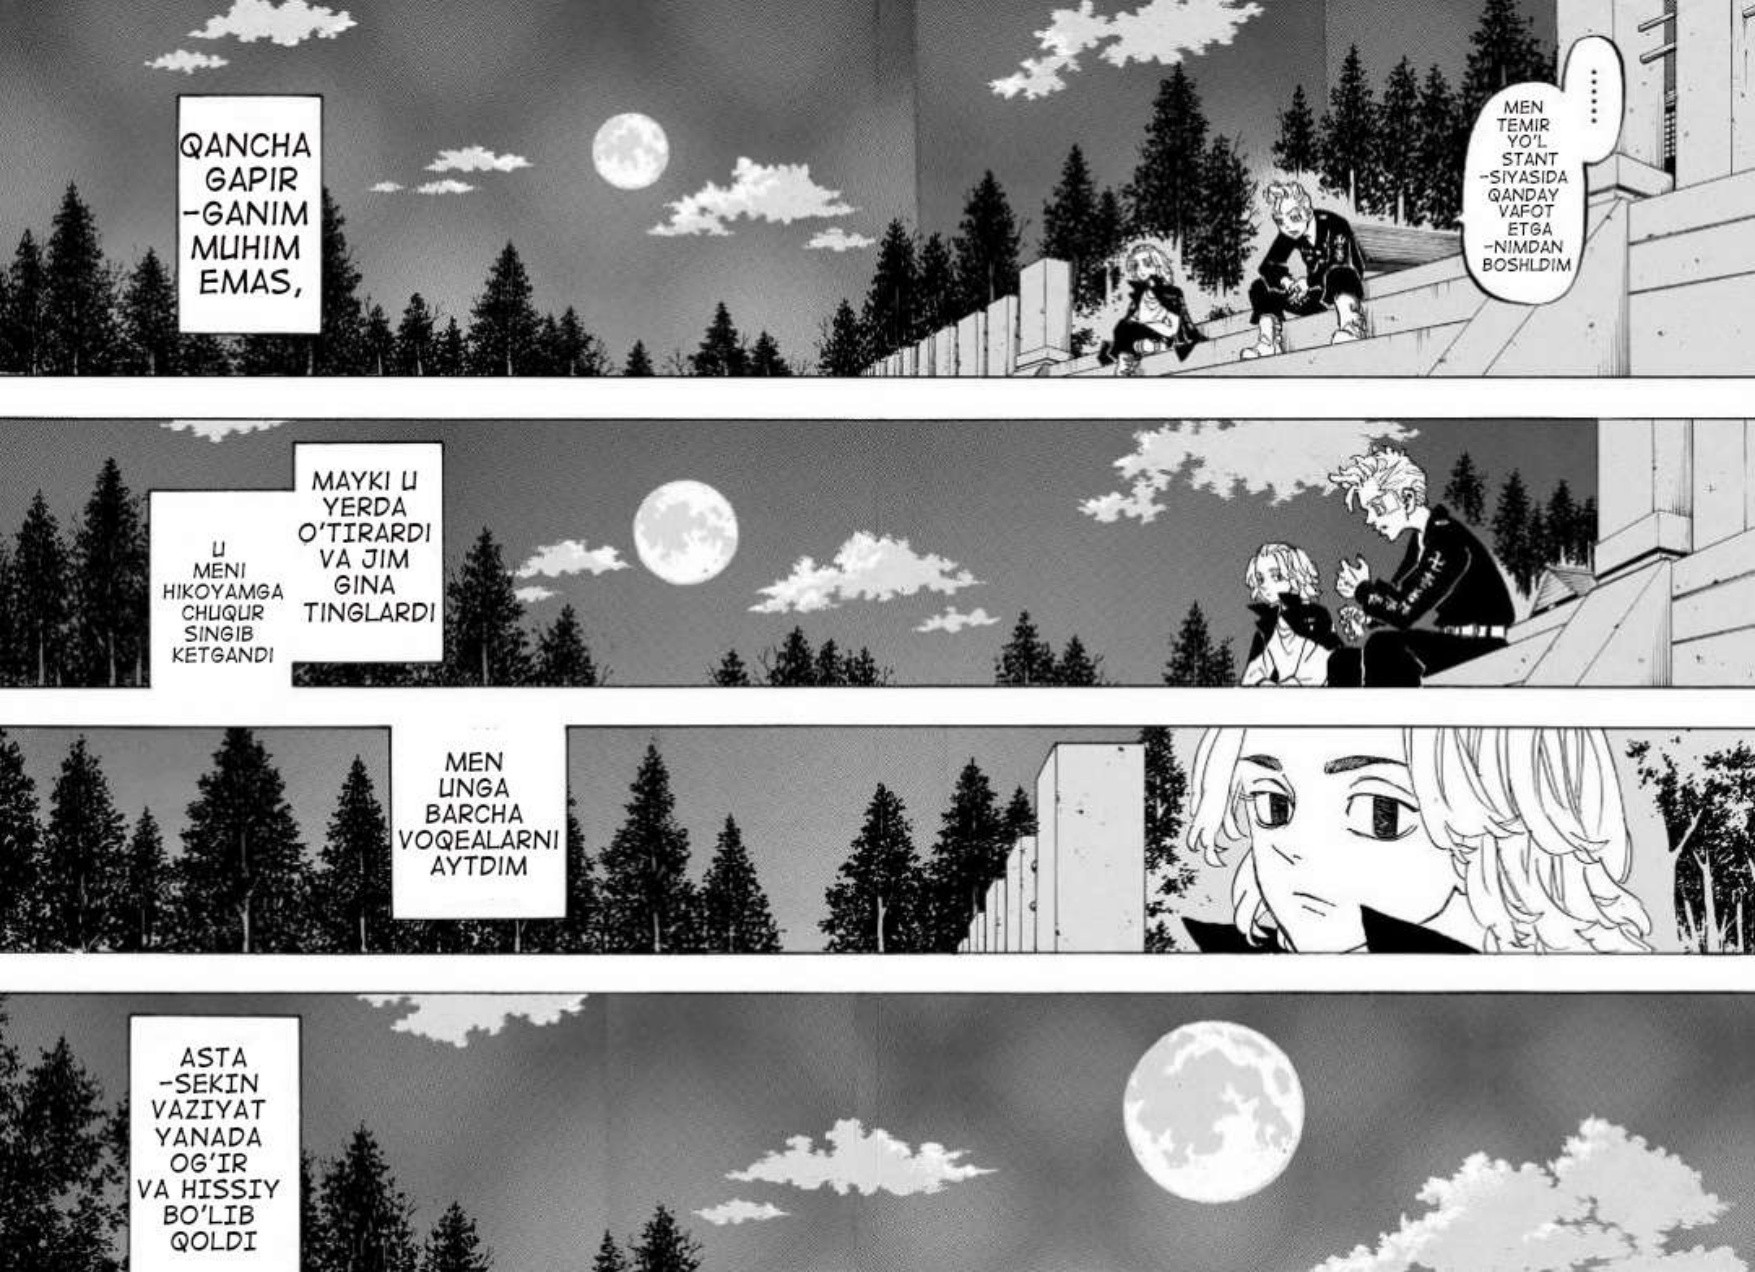 ......
MEN
TEMIR
YO'L
STANT
-SIYASIDA
QANDAY
VAFOT
ETGA
-NIMDAN
BOSHLDIM
QANCHA
GAPIR
-GANIM
MUHIM
EMAS,
MAYKI U
YERDA
O'TIRARDI
VA JIM
GINA
TINGLARDI
U
MENI
HIKOYAMGA
CHUQUR
SINGIB
KETGANDI
MEN
UNGA
BARCHA
VOQEALARNI
AYTDIM
ASTA
-SEKIN
VAZIYAT
YANADA
OG'IR
VA HISSIY
BO'LIB
QOLDI